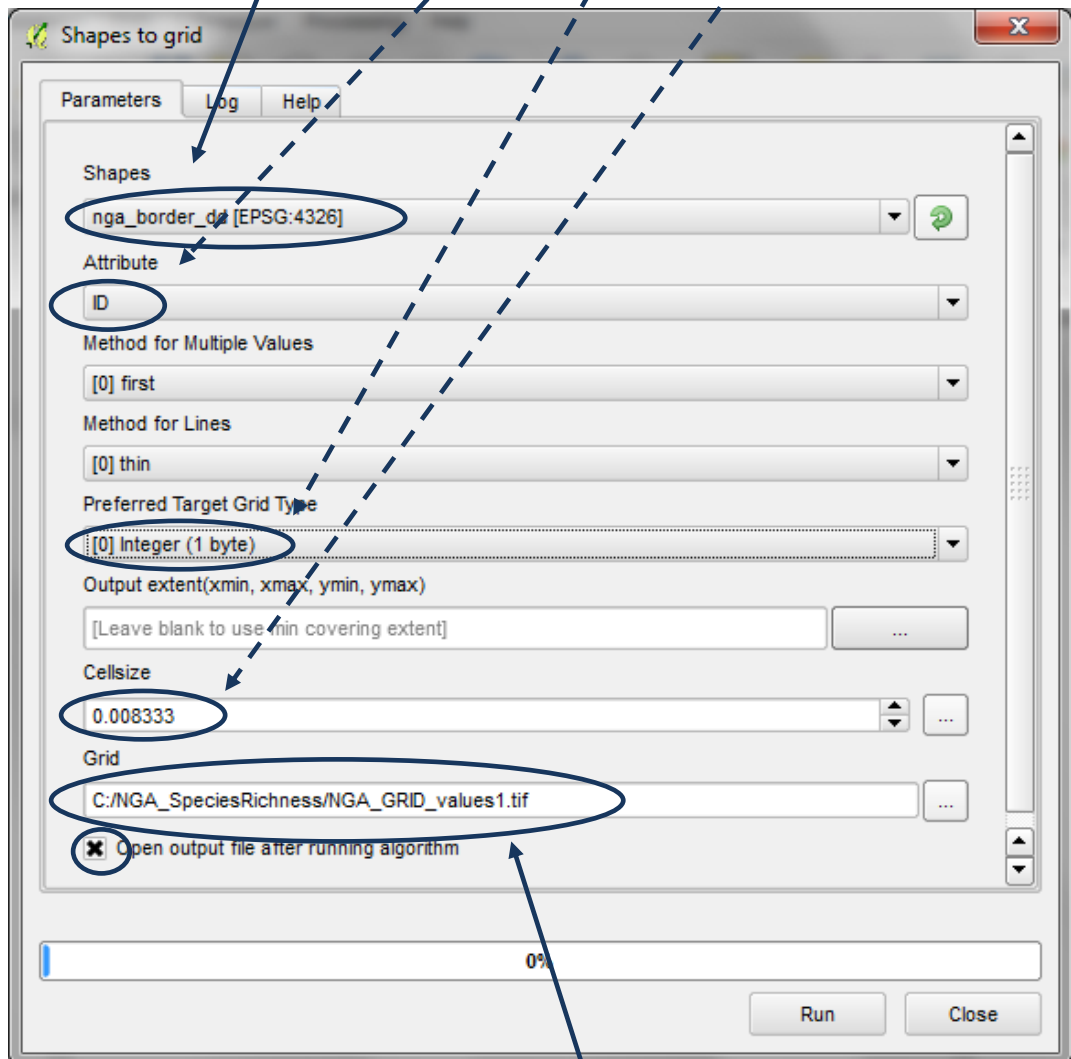 Shapes to grid
Parameters Log Help
Shapes
nga_border_dd [EPSG:4326]
Attribute
ID
Method for Multiple Values
[0] first
Method for Lines
[0] thin
Preferred Target Grid Type
[0] Integer (1 byte)
Output extent(xmin, xmax, ymin, ymax)
[Leave blank to use min covering extent]
...
Cellsize
0.008333
...
Grid
C:/NGA_SpeciesRichness/NGA_GRID_values1.tif
...
Open output file after running algorithm
0%
Run Close